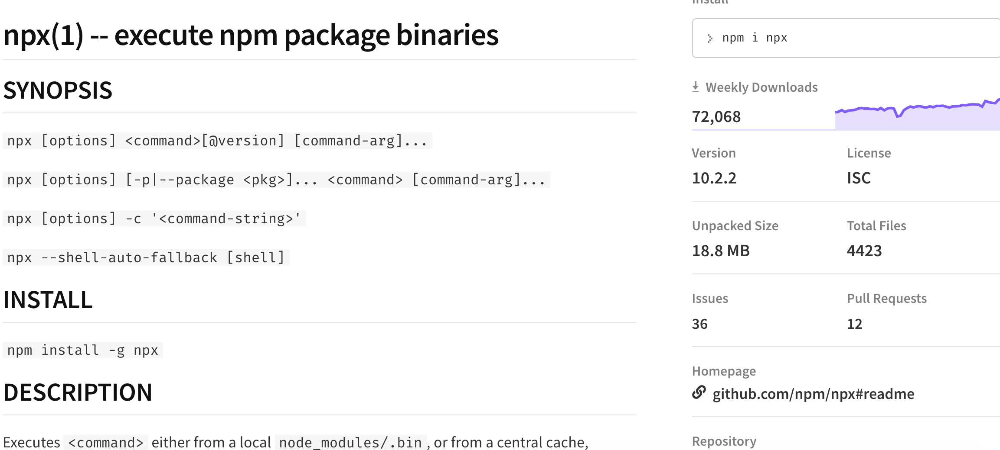 npx(1) -- execute npm package binaries
SYNOPSIS
npx [options] <command>[@version] [command-arg]...
npx [options] [-p|--package <pkg>]... <command> [command-arg]...
npx [options] -c '<command-string>'
npx --shell-auto-fallback [shell]
INSTALL
npm install -g npx
DESCRIPTION
Executes <command> either from a local node_modules/.bin, or from a central cache,
Install
npm i npx
Weekly Downloads
72,068
Version License
10.2.2 ISC
Unpacked Size Total Files
18.8 MB 4423
Issues Pull Requests
36 12
Homepage
github.com/npm/npx#readme
Repository